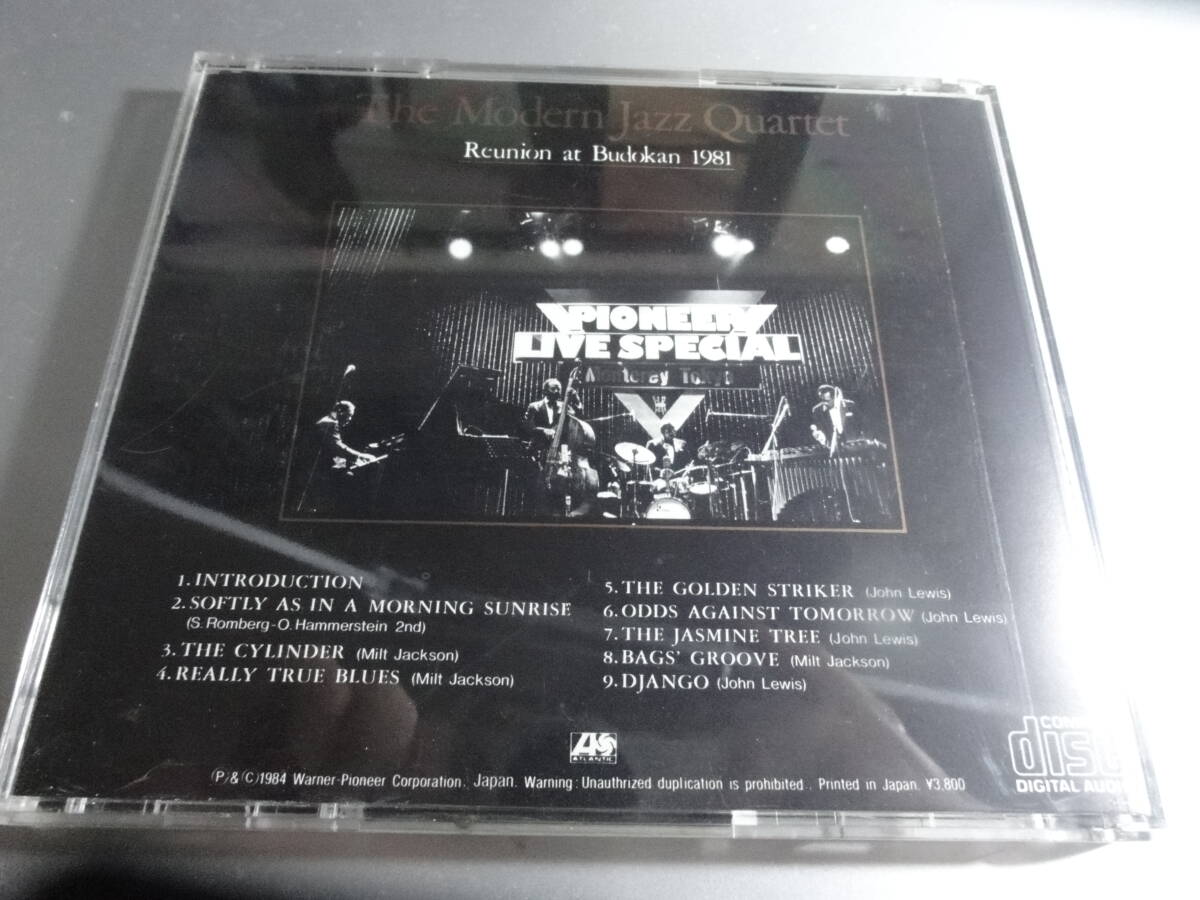 The Modern Jazz Quartet
Reunion at Budokan 1981
PIONEER
LIVE SPECIAL
Monterey Tokyo
1. INTRODUCTION
2. SOFTLY AS IN A MORNING SUNRISE
(S. Romberg-O. Hammerstein 2nd)
3. THE CYLINDER (Milt Jackson)
4. REALLY TRUE BLUES (Milt Jackson)
5. THE GOLDEN STRIKER (John Lewis)
6. ODDS AGAINST TOMORROW (John Lewis)
7. THE JASMINE TREE (John Lewis)
8. BAGS' GROOVE (Milt Jackson)
9. DJANGO (John Lewis)
ATLANTIC
COM
disc
DIGITAL AUDIO
(P)&(C)1984 Warner-Pioneer Corporation, Japan. Warning: Unauthrized duplication is prohibited. Printed in Japan. ¥3,800